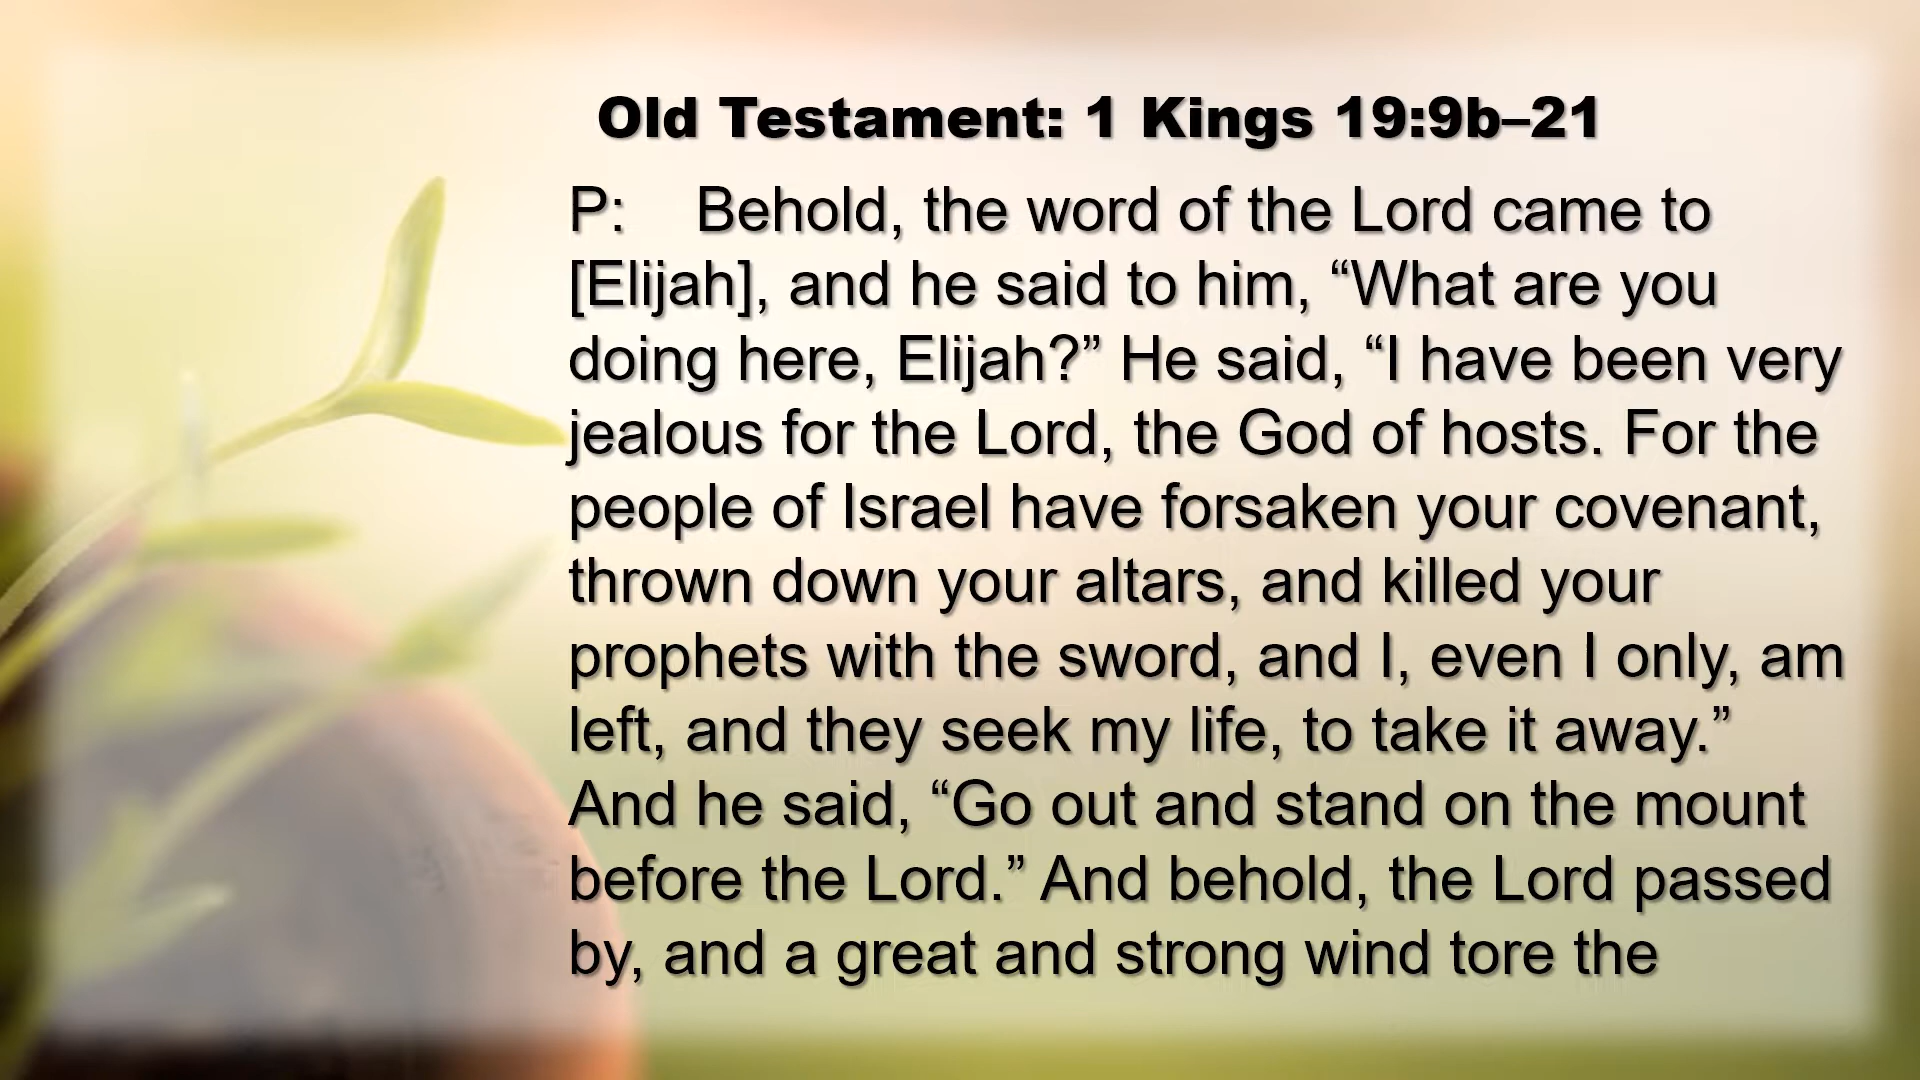 Old Testament: 1 Kings 19:9b–21
P: Behold, the word of the Lord came to
[Elijah], and he said to him, “What are you
doing here, Elijah?” He said, “I have been very
jealous for the Lord, the God of hosts. For the
people of Israel have forsaken your covenant,
thrown down your altars, and killed your
prophets with the sword, and I, even I only, am
left, and they seek my life, to take it away.”
And he said, “Go out and stand on the mount
before the Lord.” And behold, the Lord passed
by, and a great and strong wind tore the